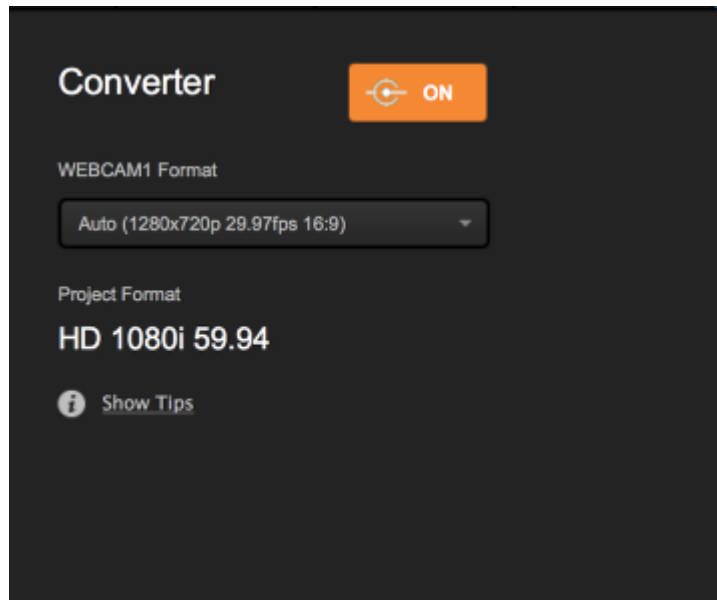 Converter
ON
WEBCAM1 Format
Auto (1280x720p 29.97fps 16:9)
Project Format
HD 1080i 59.94
i Show Tips